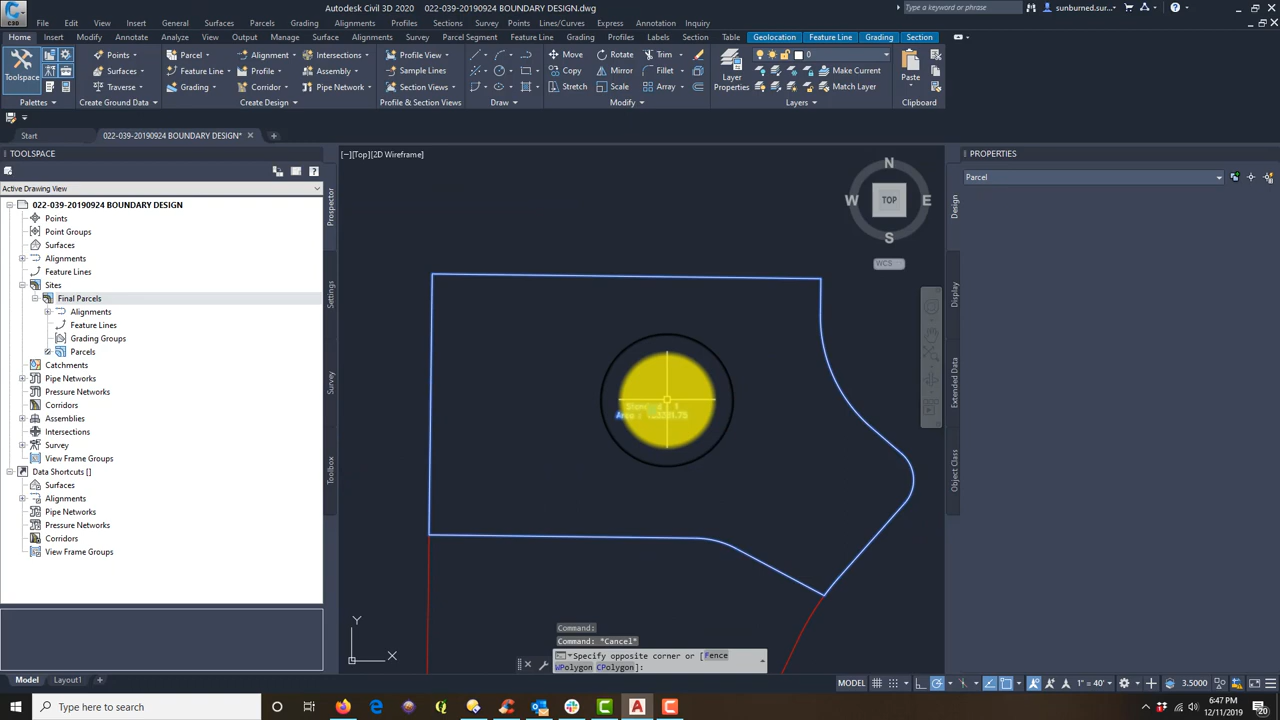 Autodesk Civil 3D 2020 022-039-20190924 BOUNDARY DESIGN.dwg
Type a keyword or phrase
sunburned.sur...
C3D
File Edit View Insert General Surfaces Parcels Grading Alignments Profiles Sections Survey Points Lines/Curves Express Annotation Inquiry
Home Insert Modify Analyze View Output Manage Surface Alignments Survey Parcel Segment Feature Line Grading Profiles Labels Section Table Geolocation Feature Line Grading Section
Toolspace
Points
Surfaces
Traverse
Parcel
Feature Line
Grading
Alignment
Profile
Corridor
Intersections
Assembly
Pipe Network
Profile View
Sample Lines
Section Views
Move
Copy
Stretch
Rotate
Mirror
Scale
Trim
Fillet
Array
Layer
Properties
0
Make Current
Match Layer
Paste
Palettes
Create Ground Data
Create Design
Profile & Section Views
Draw
Modify
Layers
Clipboard
Start
022-039-20190924 BOUNDARY DESIGN*
TOOLSPACE
Active Drawing View
022-039-20190924 BOUNDARY DESIGN
Points
Point Groups
Surfaces
Alignments
Feature Lines
Sites
Final Parcels
Alignments
Feature Lines
Grading Groups
Parcels
Catchments
Pipe Networks
Pressure Networks
Corridors
Assemblies
Intersections
Survey
View Frame Groups
Data Shortcuts []
Surfaces
Alignments
Pipe Networks
Pressure Networks
Corridors
View Frame Groups
Prospector
Settings
Survey
Toolbox
[−][Top][2D Wireframe]
N
W
TOP
E
S
WCS
Area :
Y
X
Command:
Command: *Cancel*
Specify opposite corner or [Fence
WPolygon CPolygon]:
PROPERTIES
Parcel
Design
Display
Extended Data
Object Class
Model
Layout1
MODEL
1" = 40'
3.5000
Type here to search
6:47 PM
12/11/2019